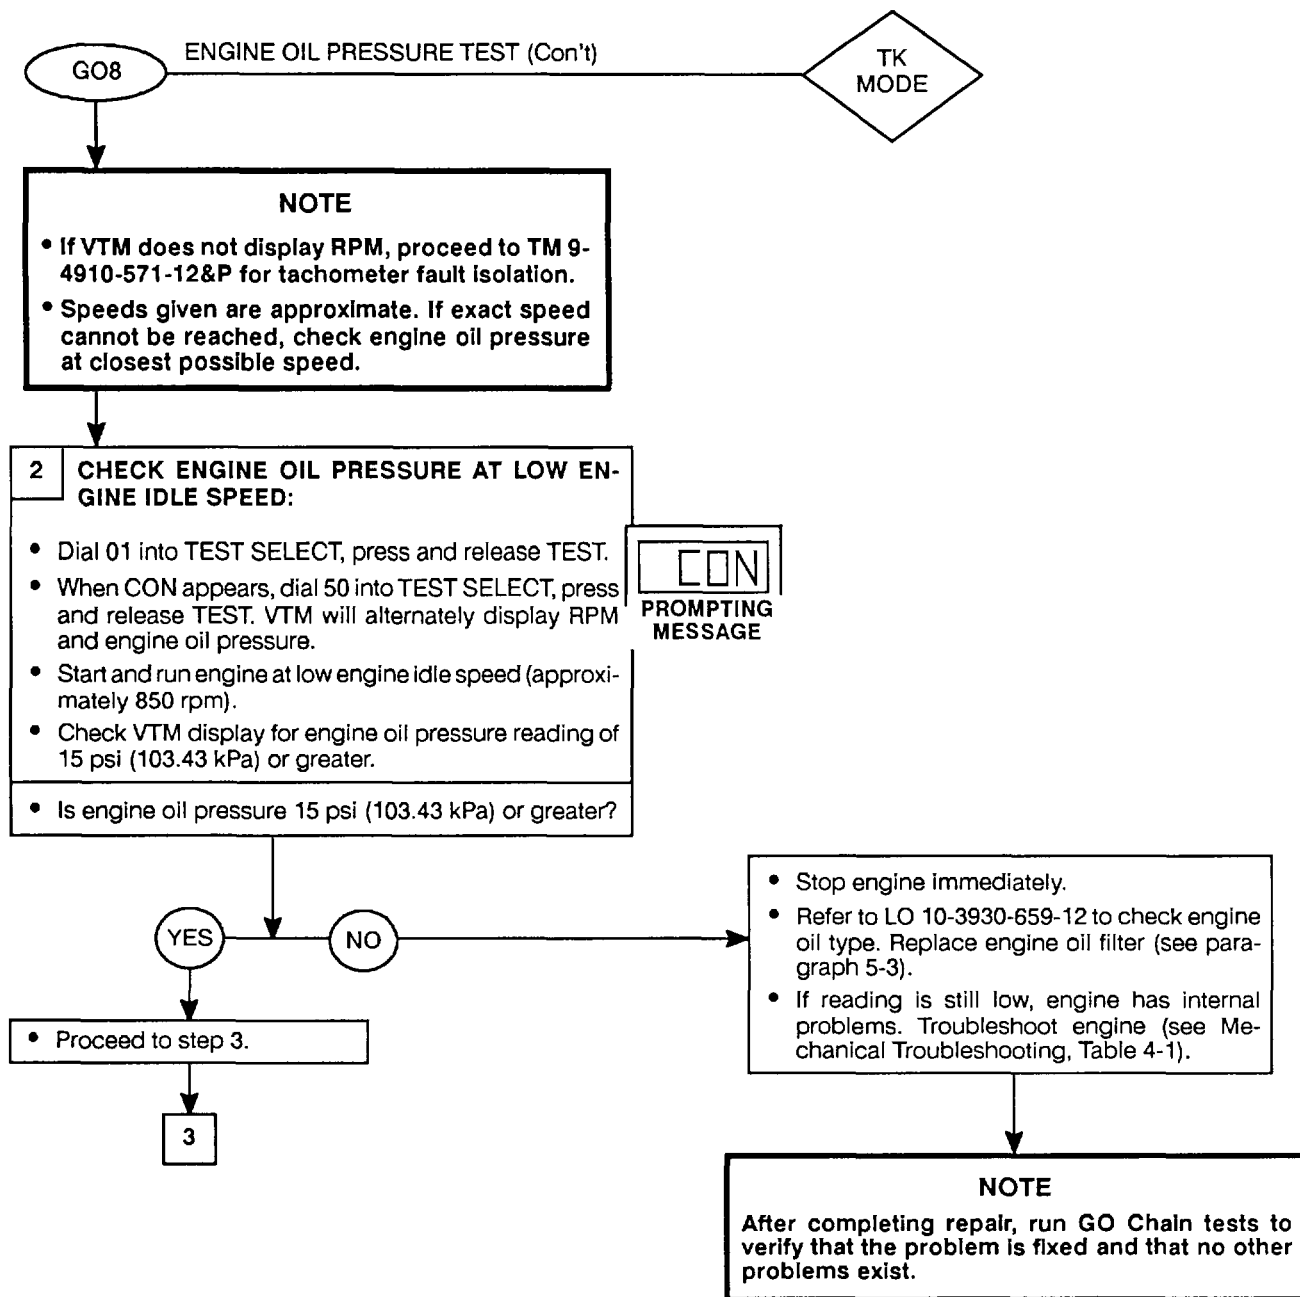 GO8
ENGINE OIL PRESSURE TEST (Con't)
TK
MODE
NOTE
• If VTM does not display RPM, proceed to TM 9-
4910-571-12&P for tachometer fault isolation.
• Speeds given are approximate. If exact speed
cannot be reached, check engine oil pressure
at closest possible speed.
2 CHECK ENGINE OIL PRESSURE AT LOW EN-
GINE IDLE SPEED:
• Dial 01 into TEST SELECT, press and release TEST.
• When CON appears, dial 50 into TEST SELECT, press
and release TEST. VTM will alternately display RPM
and engine oil pressure.
• Start and run engine at low engine idle speed (approxi-
mately 850 rpm).
• Check VTM display for engine oil pressure reading of
15 psi (103.43 kPa) or greater.
• Is engine oil pressure 15 psi (103.43 kPa) or greater?
CON
PROMPTING
MESSAGE
YES
NO
• Proceed to step 3.
3
• Stop engine immediately.
• Refer to LO 10-3930-659-12 to check engine
oil type. Replace engine oil filter (see para-
graph 5-3).
• If reading is still low, engine has internal
problems. Troubleshoot engine (see Me-
chanical Troubleshooting, Table 4-1).
NOTE
After completing repair, run GO Chain tests to
verify that the problem is fixed and that no other
problems exist.